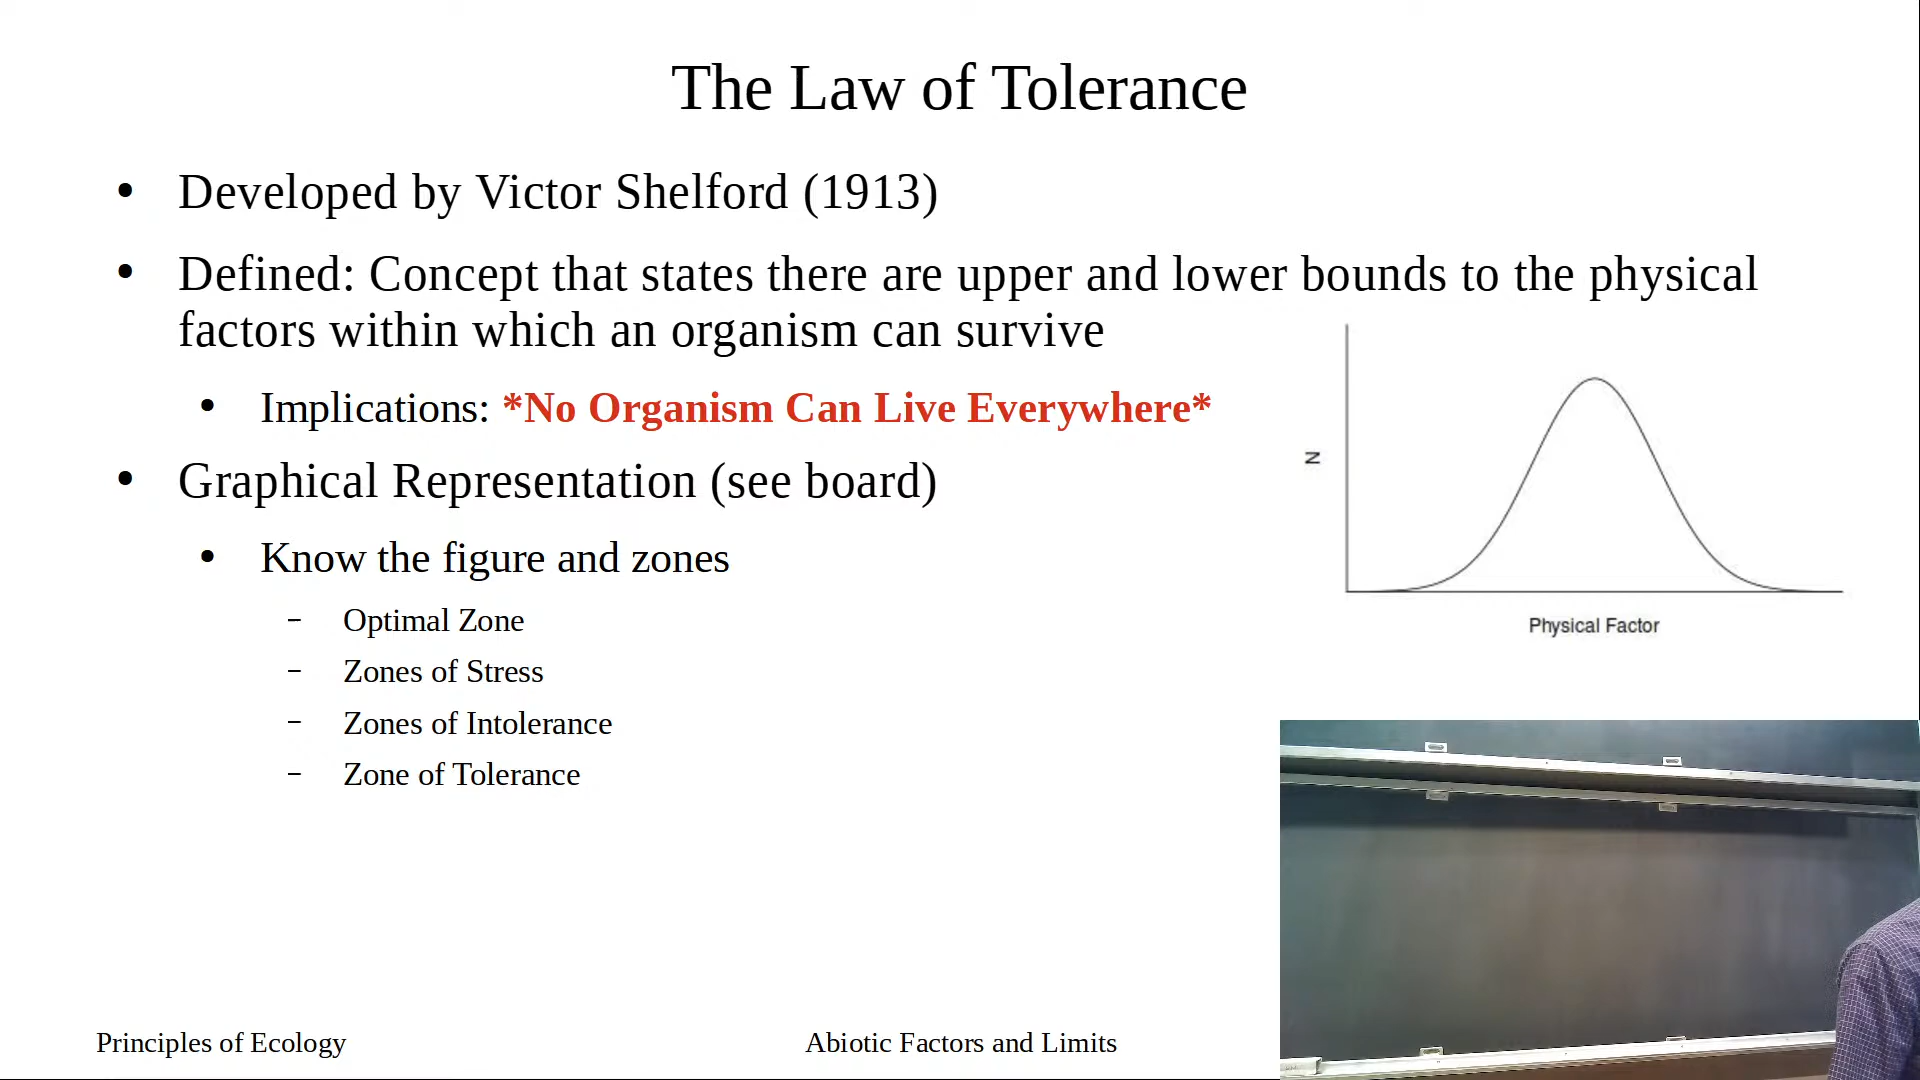 The Law of Tolerance
• Developed by Victor Shelford (1913)
• Defined: Concept that states there are upper and lower bounds to the physical
factors within which an organism can survive
• Implications: *No Organism Can Live Everywhere*
• Graphical Representation (see board)
• Know the figure and zones
– Optimal Zone
– Zones of Stress
– Zones of Intolerance
– Zone of Tolerance
N
Physical Factor
Principles of Ecology
Abiotic Factors and Limits